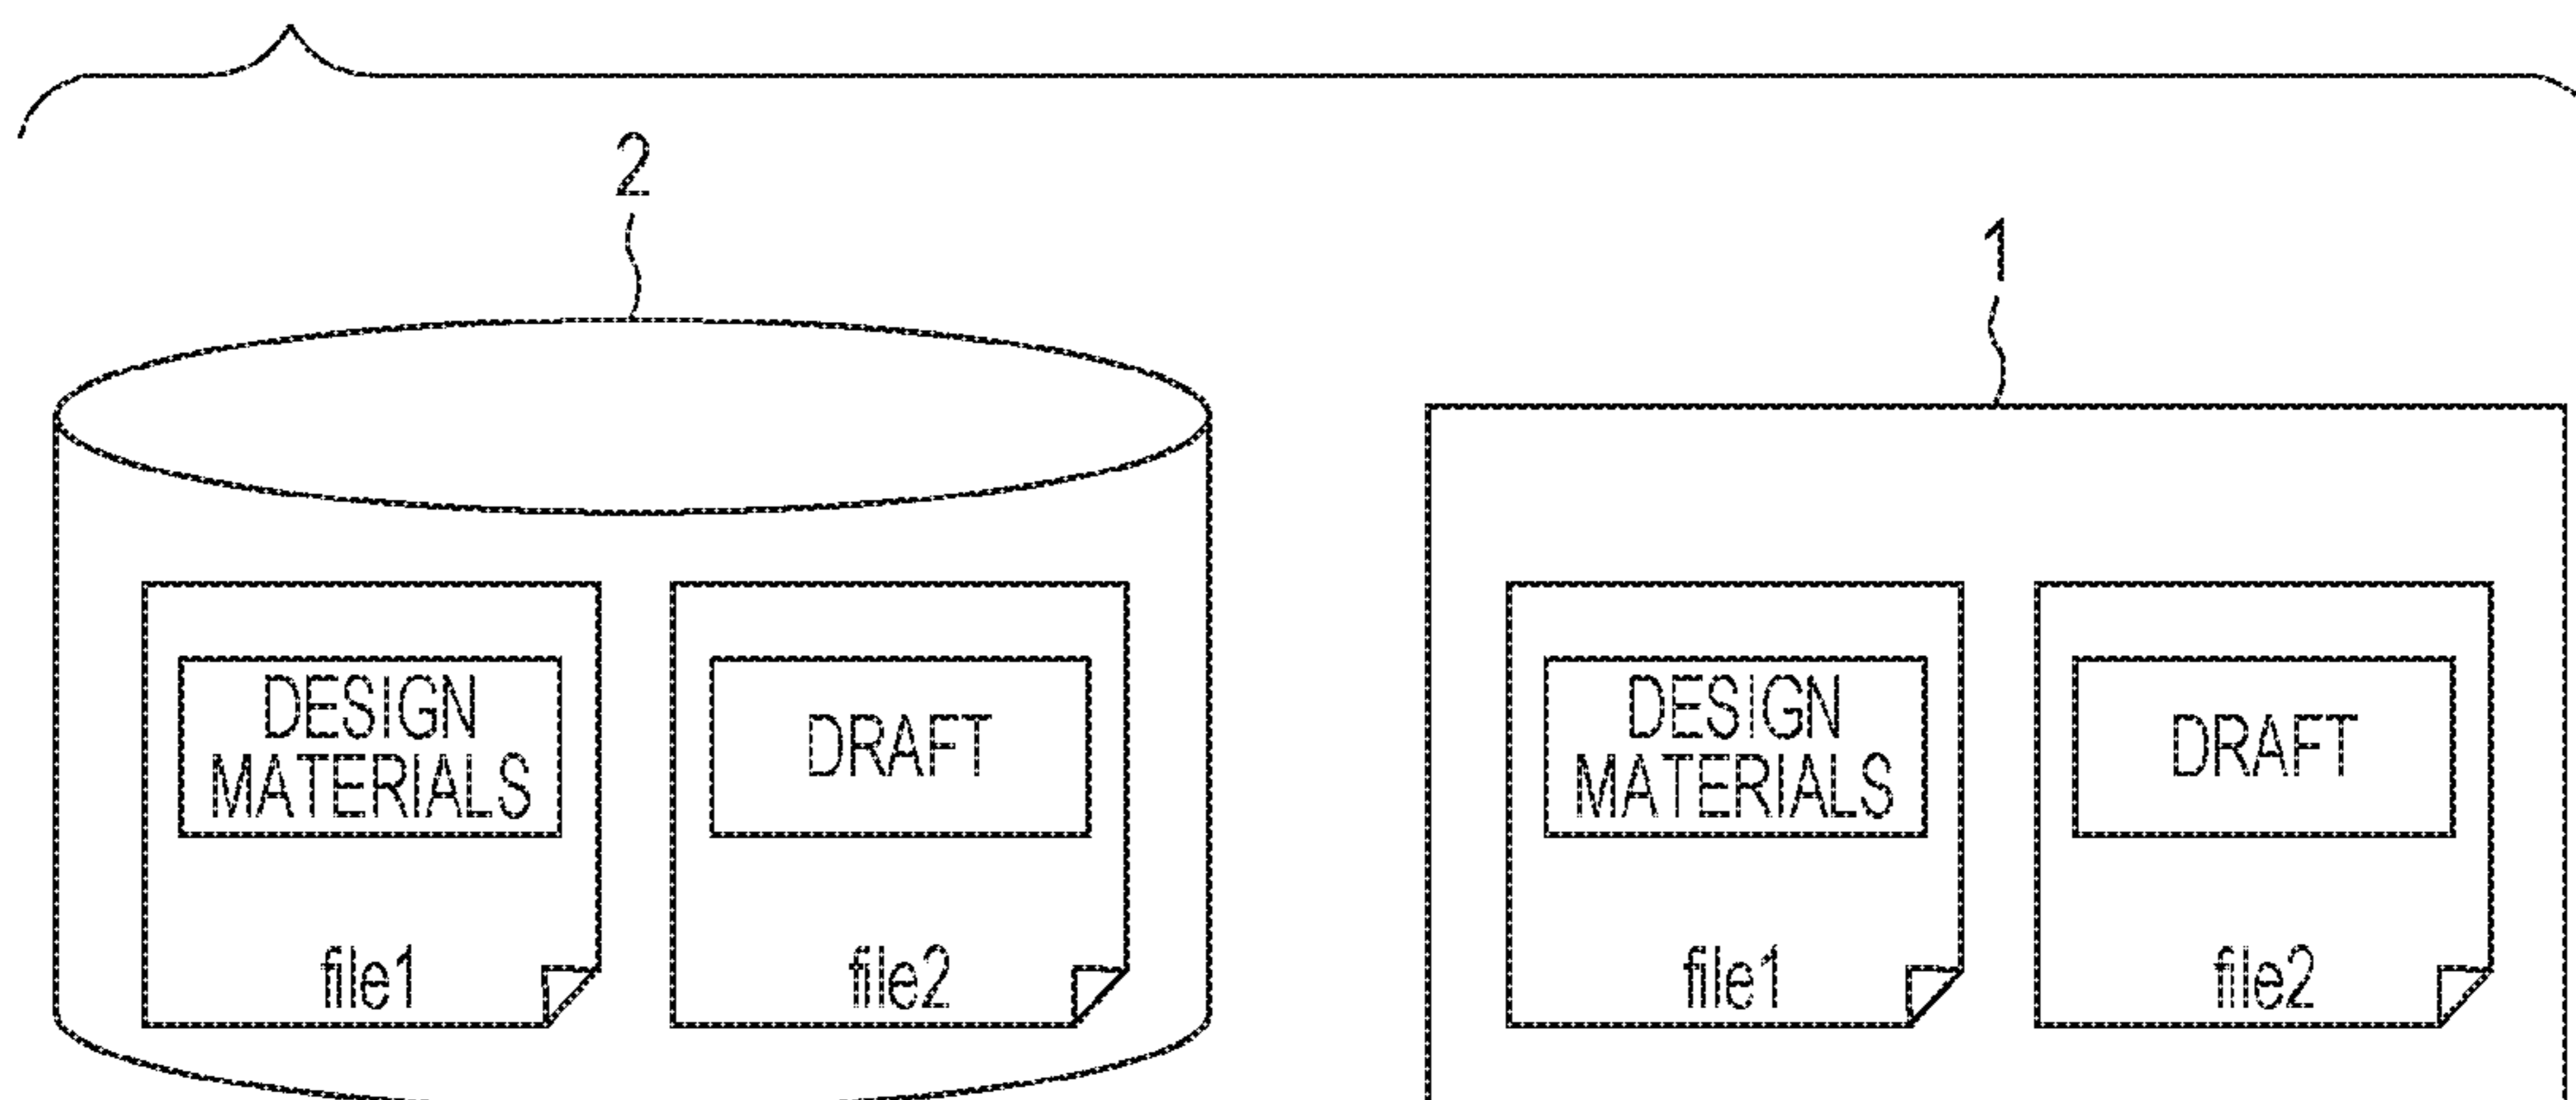 2
1
DESIGN
MATERIALS
file1
DRAFT
file2
DESIGN
MATERIALS
file1
DRAFT
file2